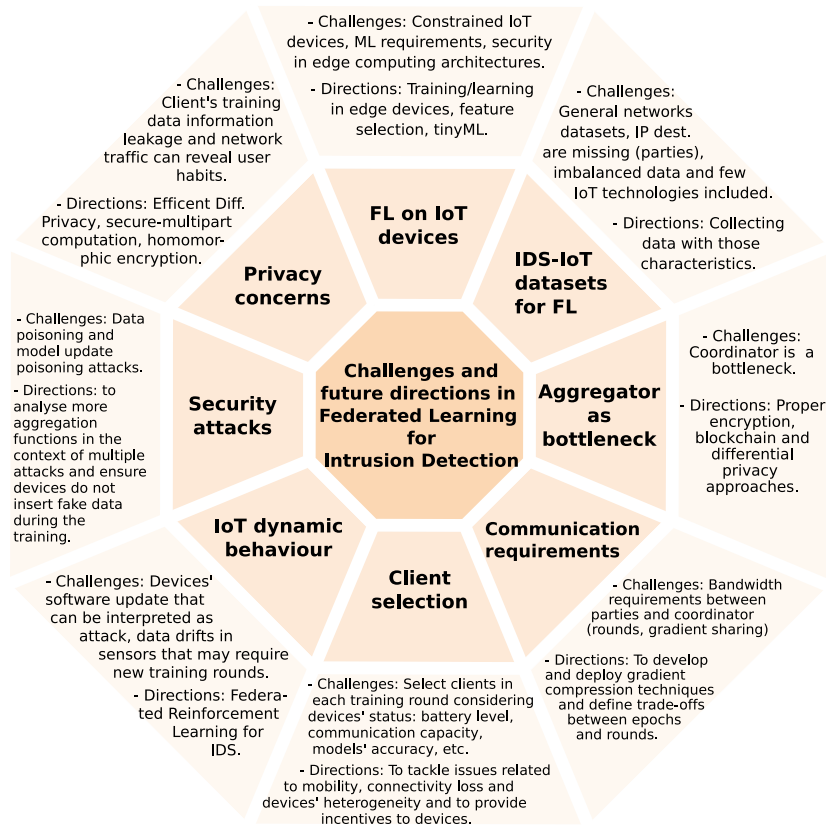 Challenges and
future directions in
Federated Learning
for
Intrusion Detection
FL on IoT
devices
- Challenges: Constrained IoT
devices, ML requirements, security
in edge computing architectures.
- Directions: Training/learning
in edge devices, feature
selection, tinyML.
IDS-IoT
datasets
for FL
- Challenges:
General networks
datasets, IP dest.
are missing (parties),
imbalanced data and few
IoT technologies included.
- Directions: Collecting
data with those
characteristics.
Aggregator
as
bottleneck
- Challenges:
Coordinator is a
bottleneck.
- Directions: Proper
encryption,
blockchain and
differential
privacy
approaches.
Communication
requirements
- Challenges: Bandwidth
requirements between
parties and coordinator
(rounds, gradient sharing)
- Directions: To develop
and deploy gradient
compression techniques
and define trade-offs
between epochs
and rounds.
Client
selection
- Challenges: Select clients in
each training round considering
devices' status: battery level,
communication capacity,
models' accuracy, etc.
- Directions: To tackle issues related
to mobility, connectivity loss and
devices' heterogeneity and to provide
incentives to devices.
IoT dynamic
behaviour
- Challenges: Devices'
software update that
can be interpreted as
attack, data drifts in
sensors that may require
new training rounds.
- Directions: Federa-
ted Reinforcement
Learning for
IDS.
Security
attacks
- Challenges: Data
poisoning and
model update
poisoning attacks.
- Directions: to
analyse more
aggregation
functions in the
context of multiple
attacks and ensure
devices do not
insert fake data
during the
training.
Privacy
concerns
- Challenges:
Client's training
data information
leakage and network
traffic can reveal user
habits.
- Directions: Efficent Diff.
Privacy, secure-multipart
computation, homomor-
phic encryption.